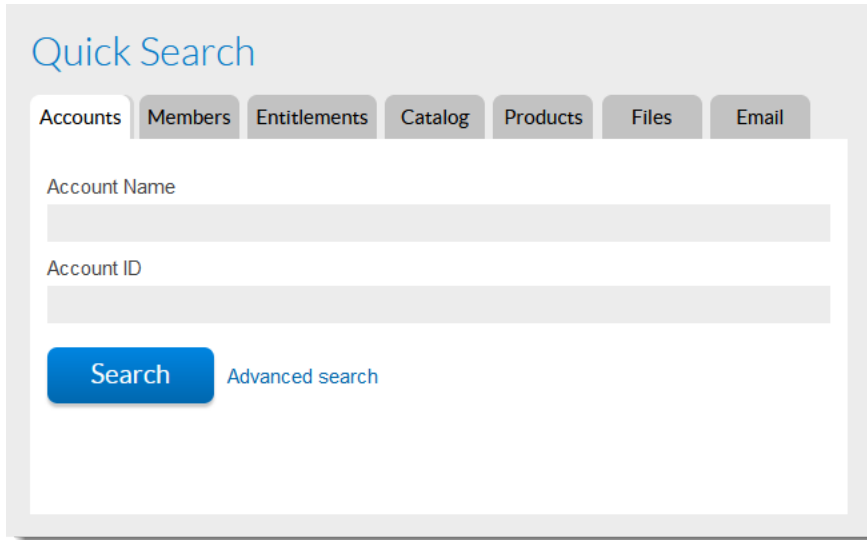 Quick Search
Accounts Members Entitlements Catalog Products Files Email
Account Name
Account ID
Search Advanced search